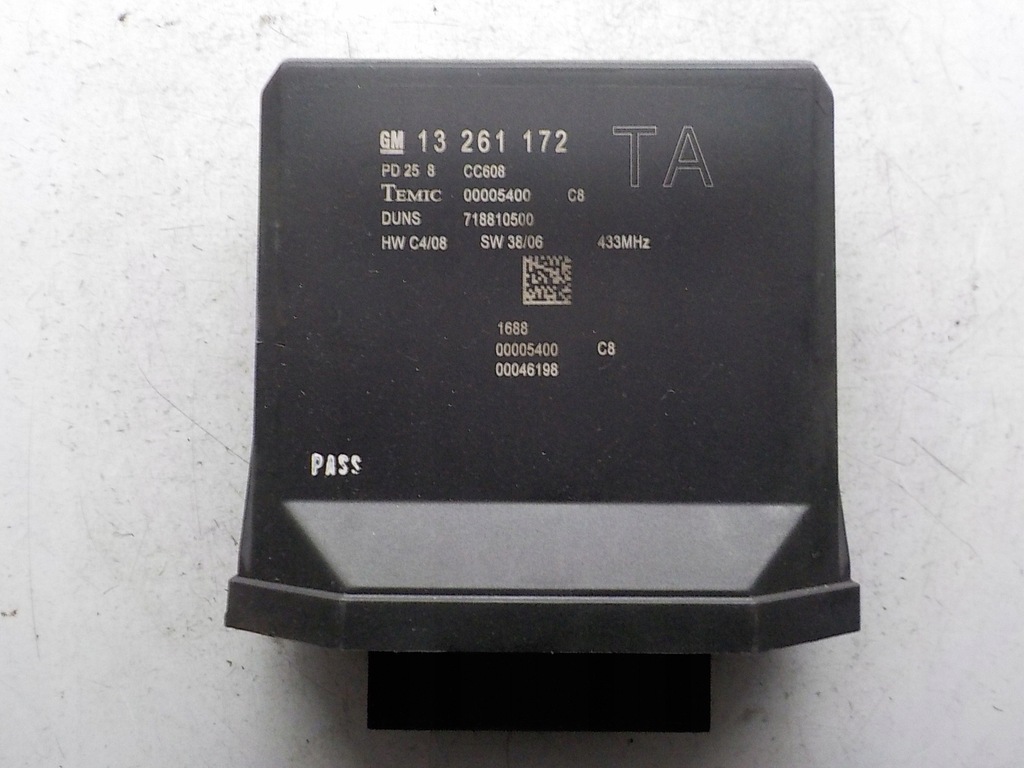 GM 13 261 172 TA
PD 25 8 CC608
TEMIC 00005400 C8
DUNS 718810500
HW C4/08 SW 38/06 433MHz
1688
00005400 C8
00046198
PASS